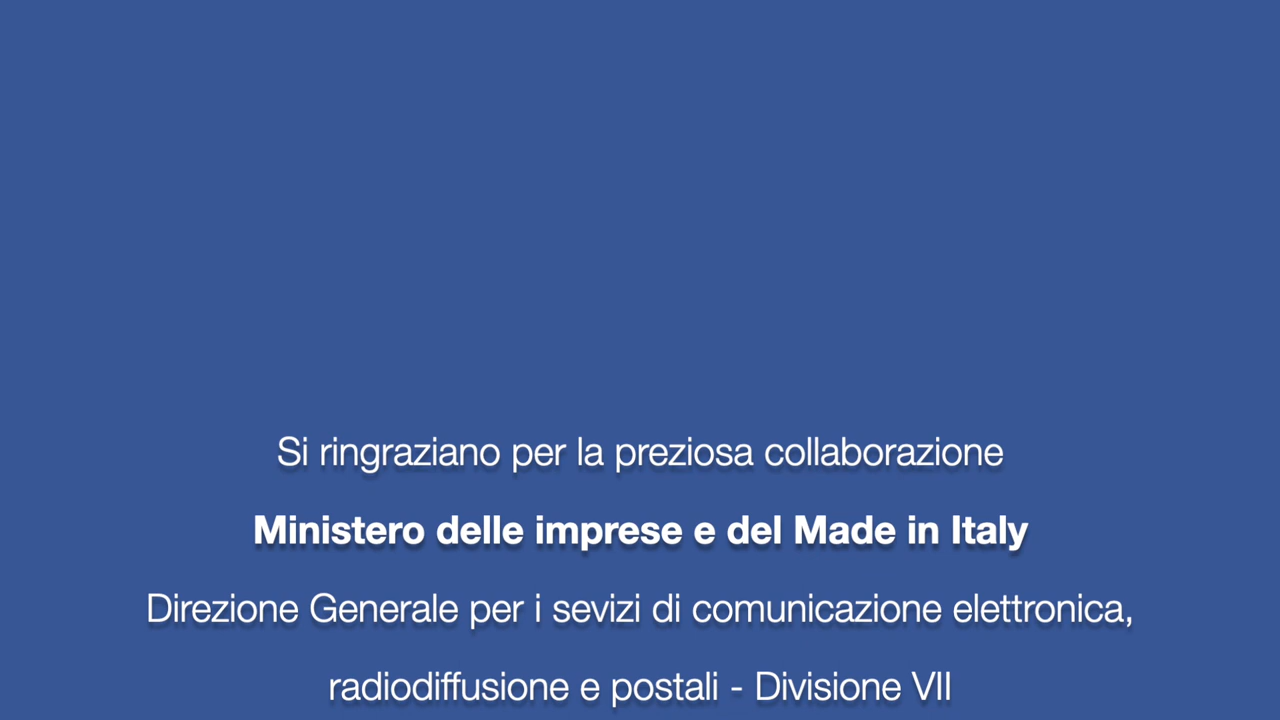 Si ringraziano per la preziosa collaborazione
Ministero delle imprese e del Made in Italy
Direzione Generale per i sevizi di comunicazione elettronica,
radiodiffusione e postali - Divisione VII